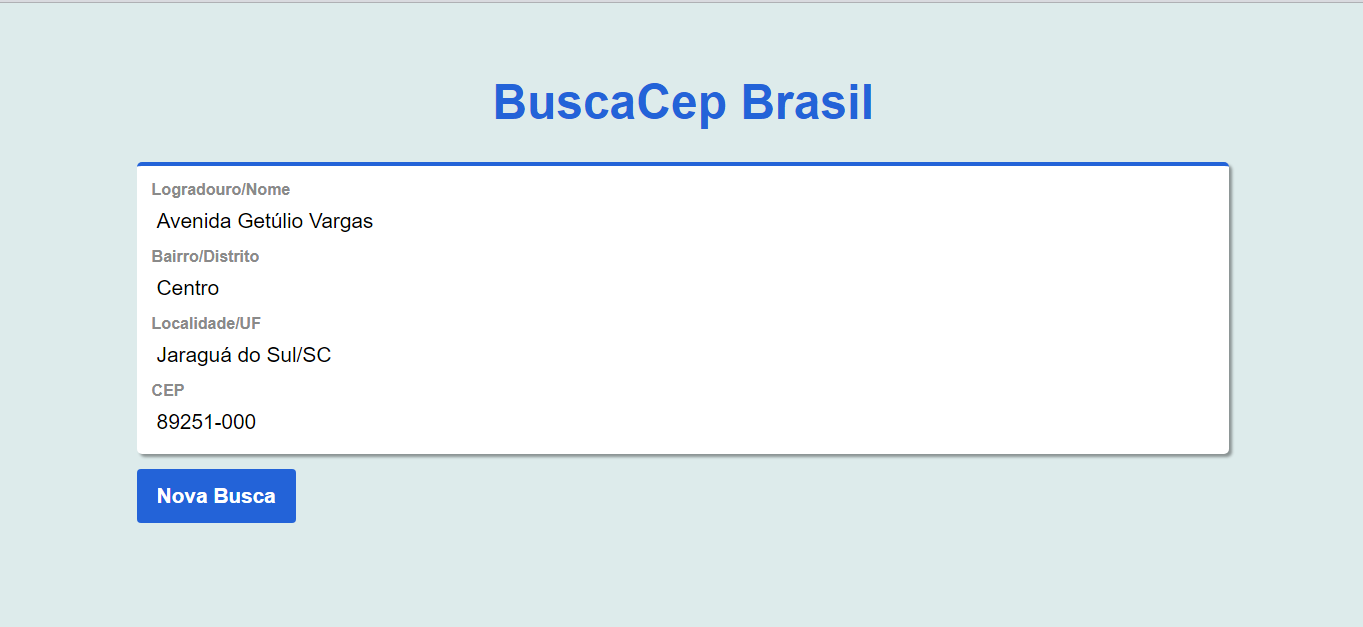 BuscaCep Brasil
Logradouro/Nome
Avenida Getúlio Vargas
Bairro/Distrito
Centro
Localidade/UF
Jaraguá do Sul/SC
CEP
89251-000
Nova Busca